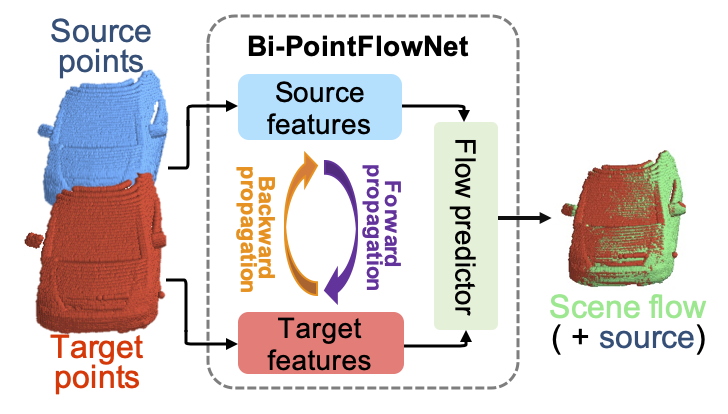 Source
points
Bi-PointFlowNet
Source
features
Backward
propagation
Forward
propagation
Flow predictor
Target
features
Target
points
Scene flow
( + source)